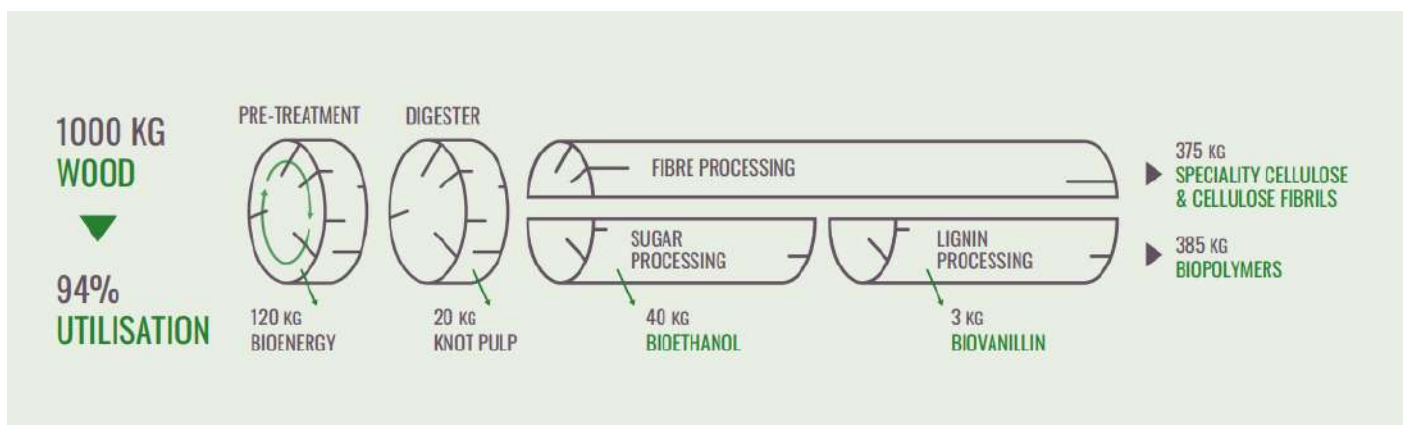 1000 KG
WOOD
94%
UTILISATION
PRE-TREATMENT
120 KG
BIOENERGY
DIGESTER
20 KG
KNOT PULP
FIBRE PROCESSING
SUGAR
PROCESSING
40 KG
BIOETHANOL
LIGNIN
PROCESSING
3 KG
BIOVANILLIN
375 KG
SPECIALITY CELLULOSE
& CELLULOSE FIBRILS
385 KG
BIOPOLYMERS